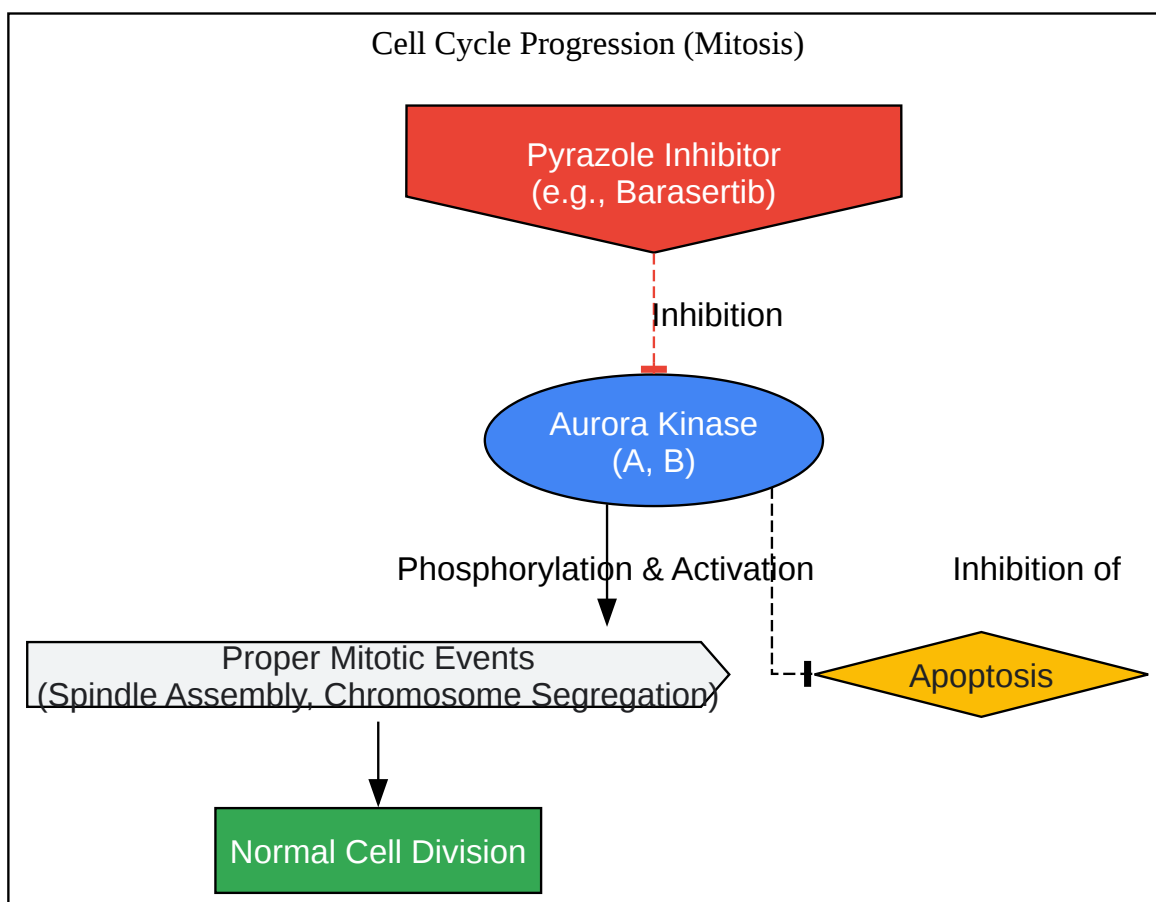 Cell Cycle Progression (Mitosis)
Pyrazole Inhibitor
(e.g., Barasertib)
Inhibition
Aurora Kinase
(A, B)
Phosphorylation & Activation
Inhibition of
Proper Mitotic Events
(Spindle Assembly, Chromosome Segregation)
Apoptosis
Normal Cell Division